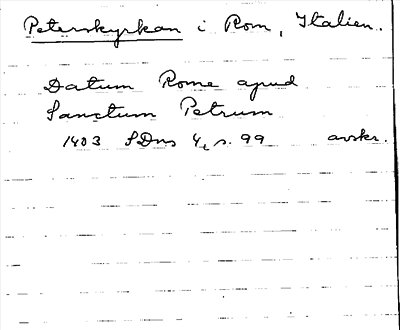 Peterskyrkan i Rom, Italien.
Datum Rome apud
Sanctum Petrum
1403 SDns 4, s. 99 avskr.